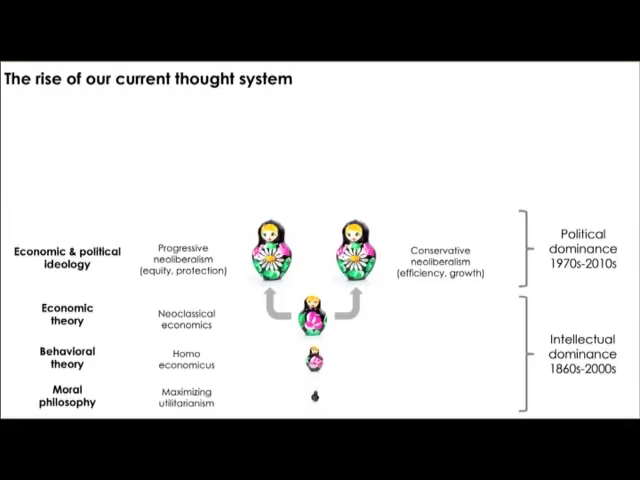 The rise of our current thought system
Economic & political
ideology
Progressive
neoliberalism
(equity, protection)
Conservative
neoliberalism
(efficiency, growth)
Political
dominance
1970s-2010s
Economic
theory
Neoclassical
economics
Behavioral
theory
Homo
economicus
Intellectual
dominance
1860s-2000s
Moral
philosophy
Maximizing
utilitarianism